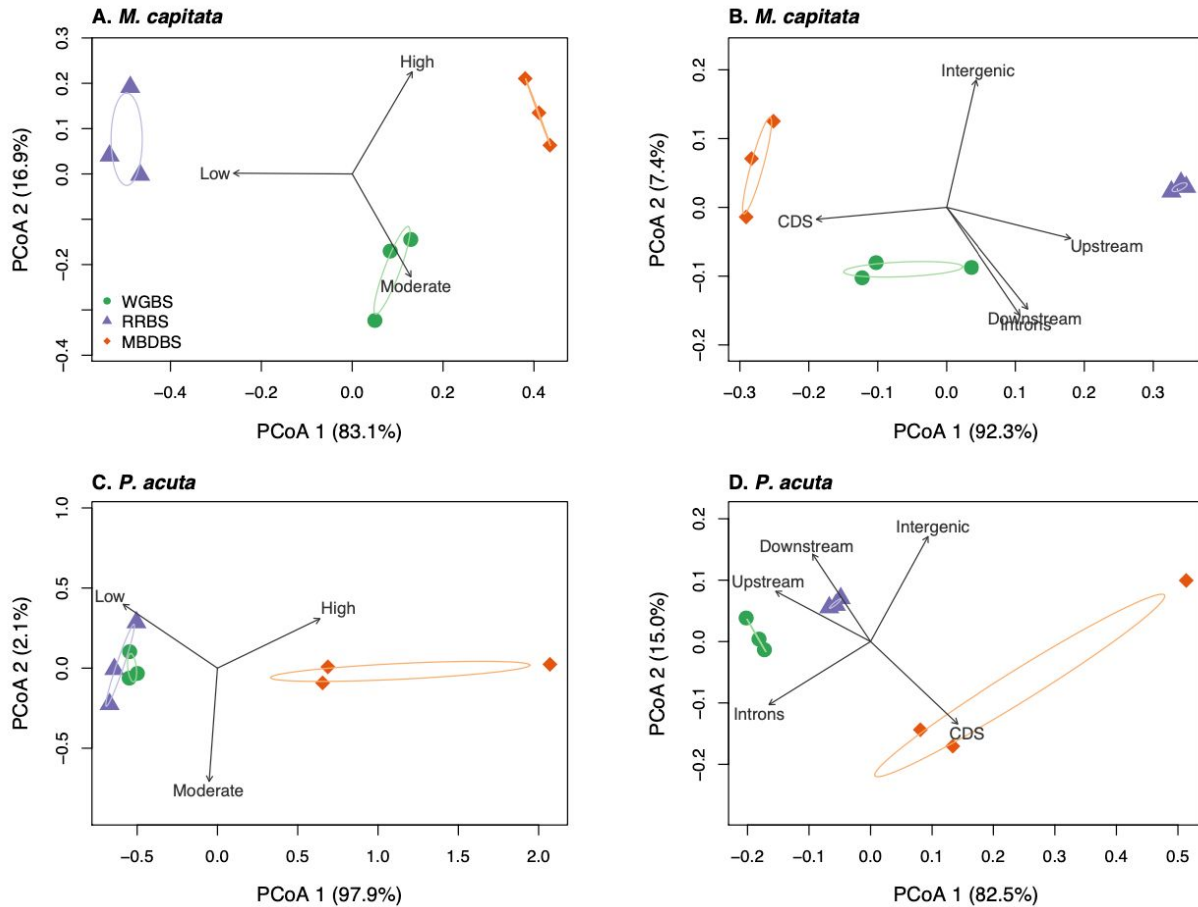 A. M. capitata
0.3
0.2
0.1
0.0
−0.2
−0.4
PCoA 2 (16.9%)
High
Low
Moderate
WGBS
RRBS
MBDBS
−0.4
−0.2
0.0
0.2
0.4
PCoA 1 (83.1%)
B. M. capitata
0.2
0.1
0.0
−0.1
−0.2
PCoA 2 (7.4%)
Intergenic
CDS
Upstream
Downstream
Introns
−0.3
−0.1
0.0
0.1
0.2
0.3
PCoA 1 (92.3%)
C. P. acuta
1.0
0.5
0.0
−0.5
PCoA 2 (2.1%)
Low
High
Moderate
−0.5
0.0
0.5
1.0
1.5
2.0
PCoA 1 (97.9%)
D. P. acuta
0.2
0.1
0.0
−0.1
−0.2
PCoA 2 (15.0%)
Intergenic
Downstream
Upstream
Introns
CDS
−0.2
0.0
0.1
0.2
0.3
0.4
0.5
PCoA 1 (82.5%)